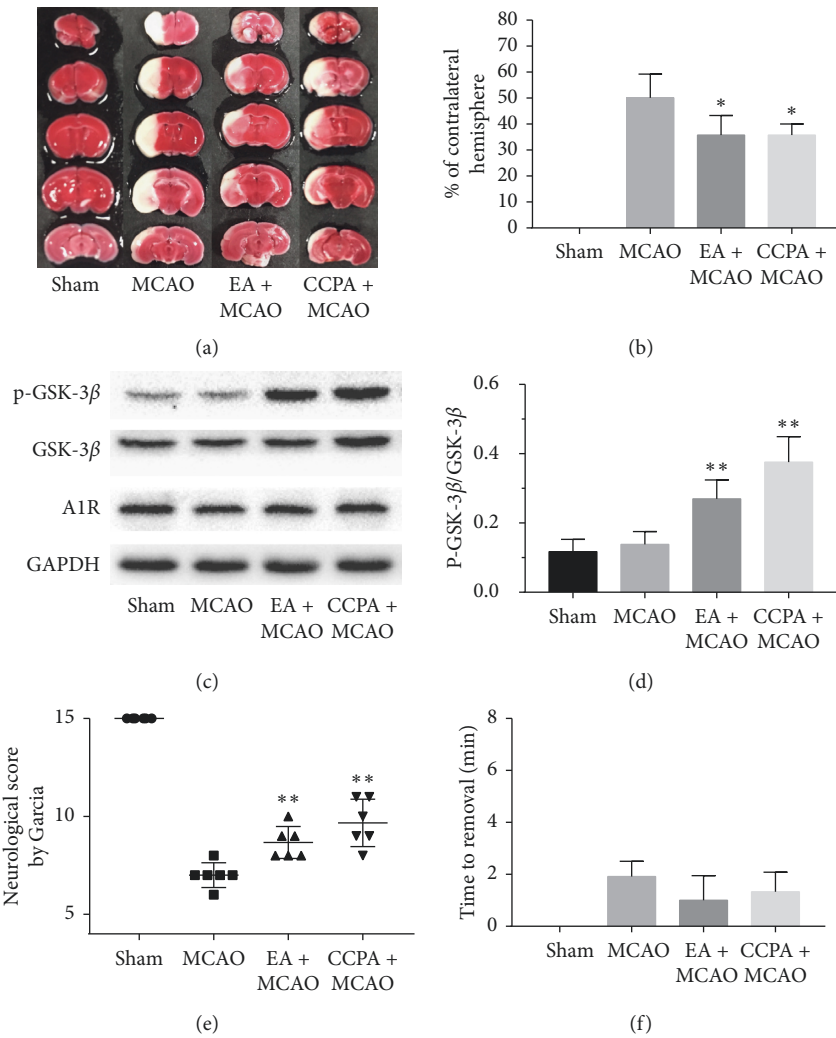 Sham
MCAO
EA +
MCAO
CCPA +
MCAO
(a)
% of contralateral
hemisphere
80
70
60
50
40
30
20
10
0
*
*
Sham
MCAO
EA +
MCAO
CCPA +
MCAO
(b)
p-GSK-3β
GSK-3β
A1R
GAPDH
Sham
MCAO
EA +
MCAO
CCPA +
MCAO
(c)
P-GSK-3β/GSK-3β
0.6
0.4
0.2
0.0
**
**
Sham
MCAO
EA +
MCAO
CCPA +
MCAO
(d)
Neurological score
by Garcia
15
10
5
**
**
Sham
MCAO
EA +
MCAO
CCPA +
MCAO
(e)
Time to removal (min)
8
6
4
2
0
Sham
MCAO
EA +
MCAO
CCPA +
MCAO
(f)